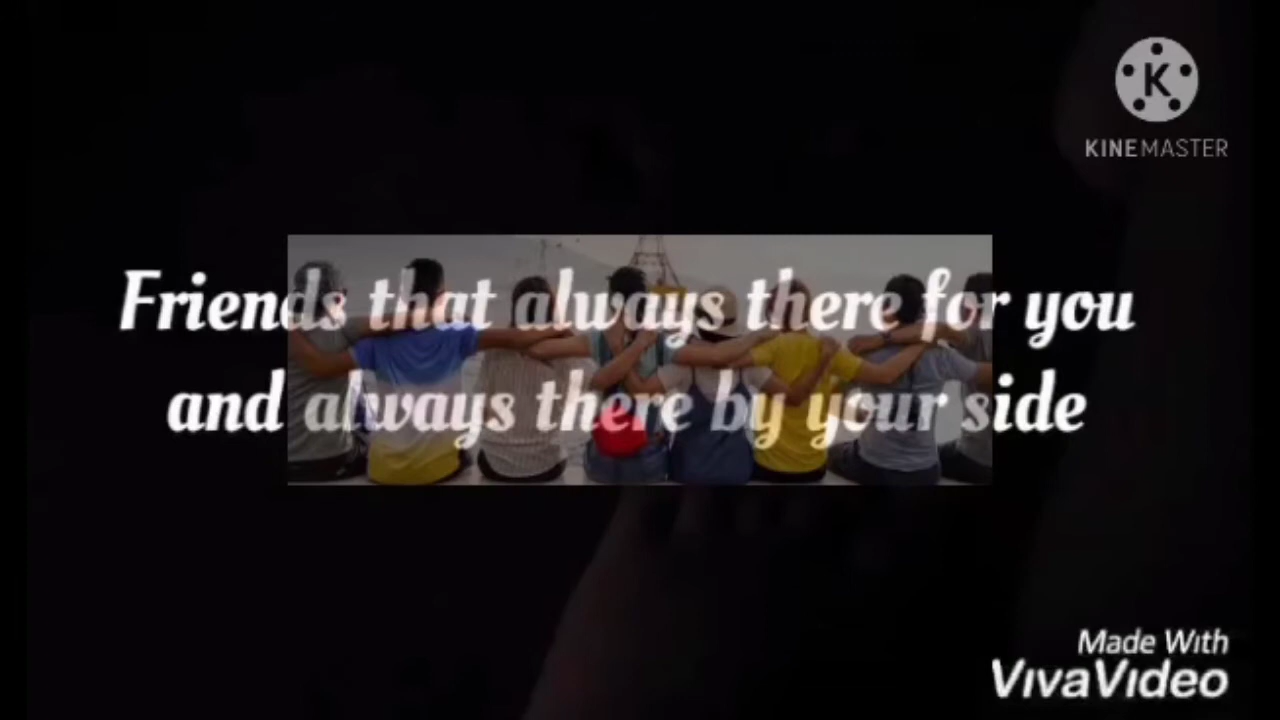 K
KINEMASTER
Friends that always there for you
and always there by your side
Made With
VivaVideo